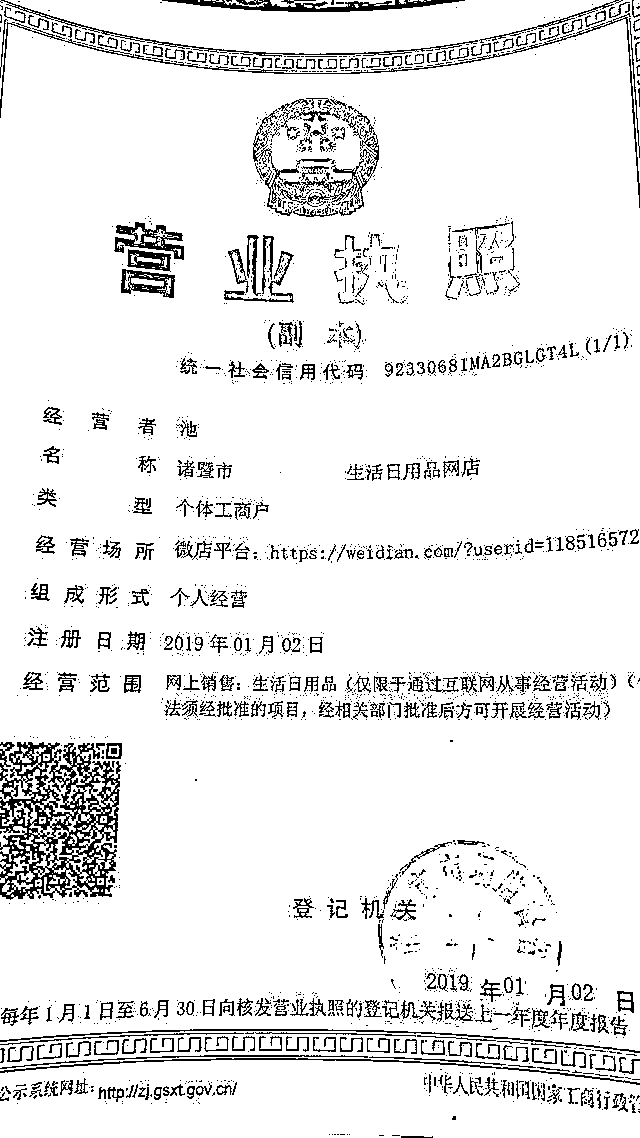 营业执照
(副 本)
统一社会信用代码 92330681MA2BGLGT4L (1/1)
经营者 池
名称 诸暨市 生活日用品网店
类型 个体工商户
经营场所 微店平台：https://weidian.com/?userid=118516572
组成形式 个人经营
注册日期 2019年01月02日
经营范围 网上销售：生活日用品（仅限于通过互联网从事经营活动）（
法须经批准的项目，经相关部门批准后方可开展经营活动）
登记机关
2019 年 01 月 02 日
每年1月1日至6月30日向核发营业执照的登记机关报送上一年度年度报告
公示系统网址：http://zj.gsxt.gov.cn/
中华人民共和国国家工商行政管